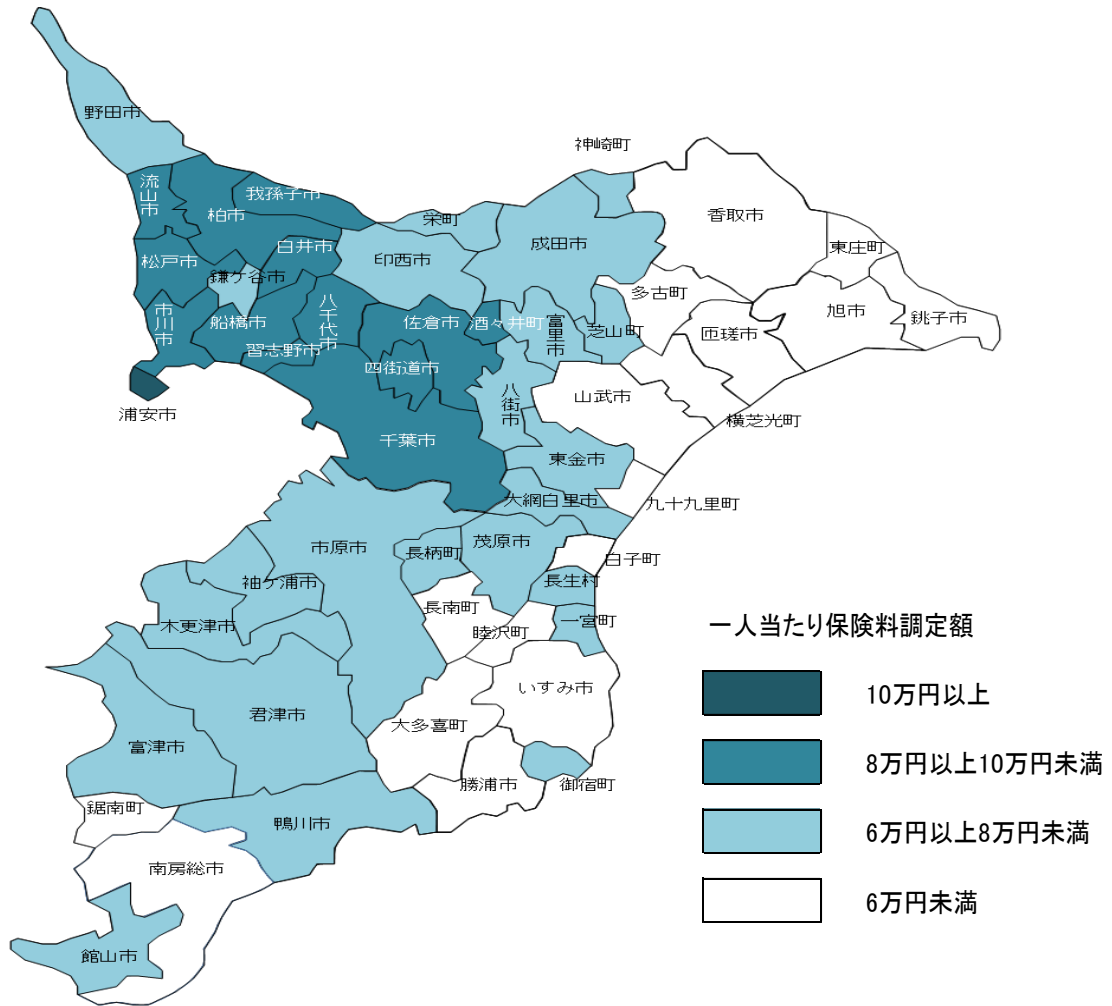 野田市
神崎町
流山市
我孫子市
柏市
香取市
栄町
成田市
東庄町
白井市
印西市
松戸市
鎌ケ谷市
多古町
旭市
銚子市
市川市
船橋市
八千代市
佐倉市
酒々井町
富里市
芝山町
匝瑳市
習志野市
四街道市
八街市
山武市
浦安市
横芝光町
千葉市
東金市
大網白里市
九十九里町
市原市
長柄町
茂原市
白子町
袖ケ浦市
長生村
長南町
木更津市
睦沢町
一宮町
いすみ市
君津市
大多喜町
富津市
勝浦市
御宿町
鋸南町
鴨川市
南房総市
館山市
一人当たり保険料調定額
10万円以上
8万円以上10万円未満
6万円以上8万円未満
6万円未満